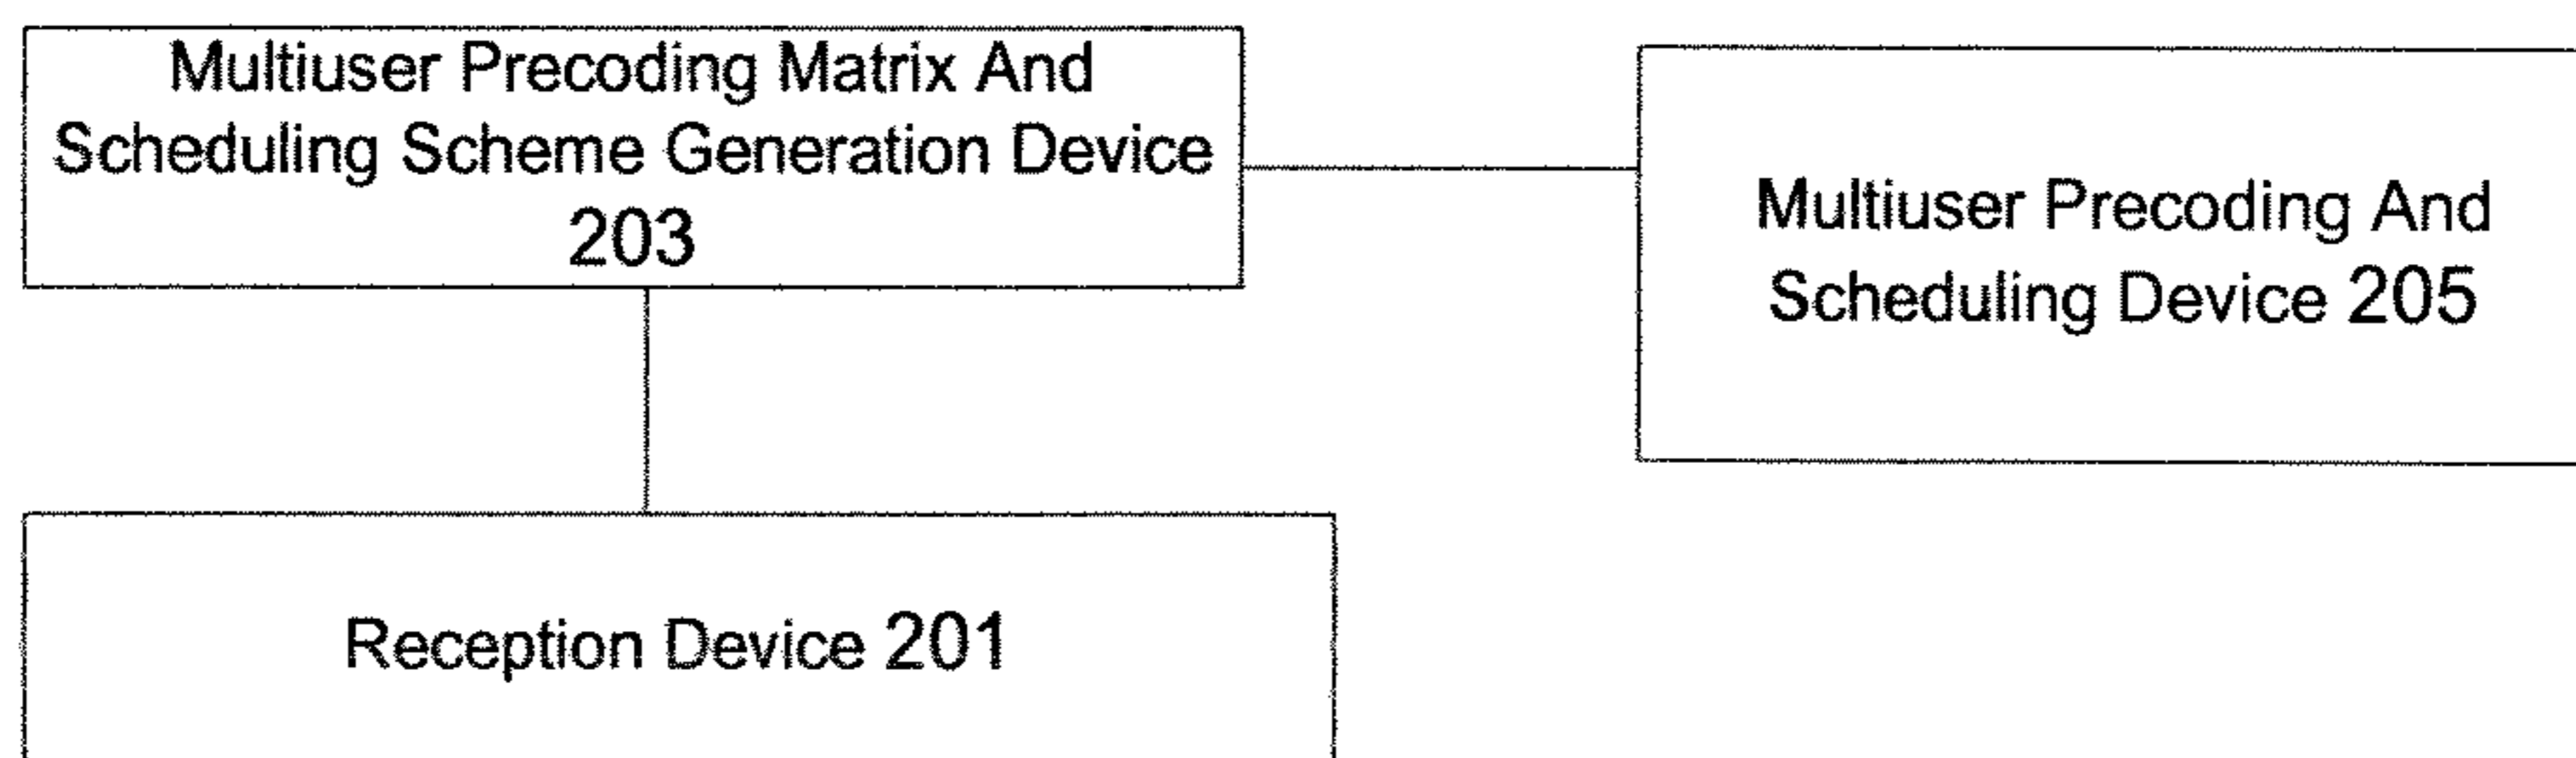 Multiuser Precoding Matrix And
Scheduling Scheme Generation Device
203
Multiuser Precoding And
Scheduling Device 205
Reception Device 201